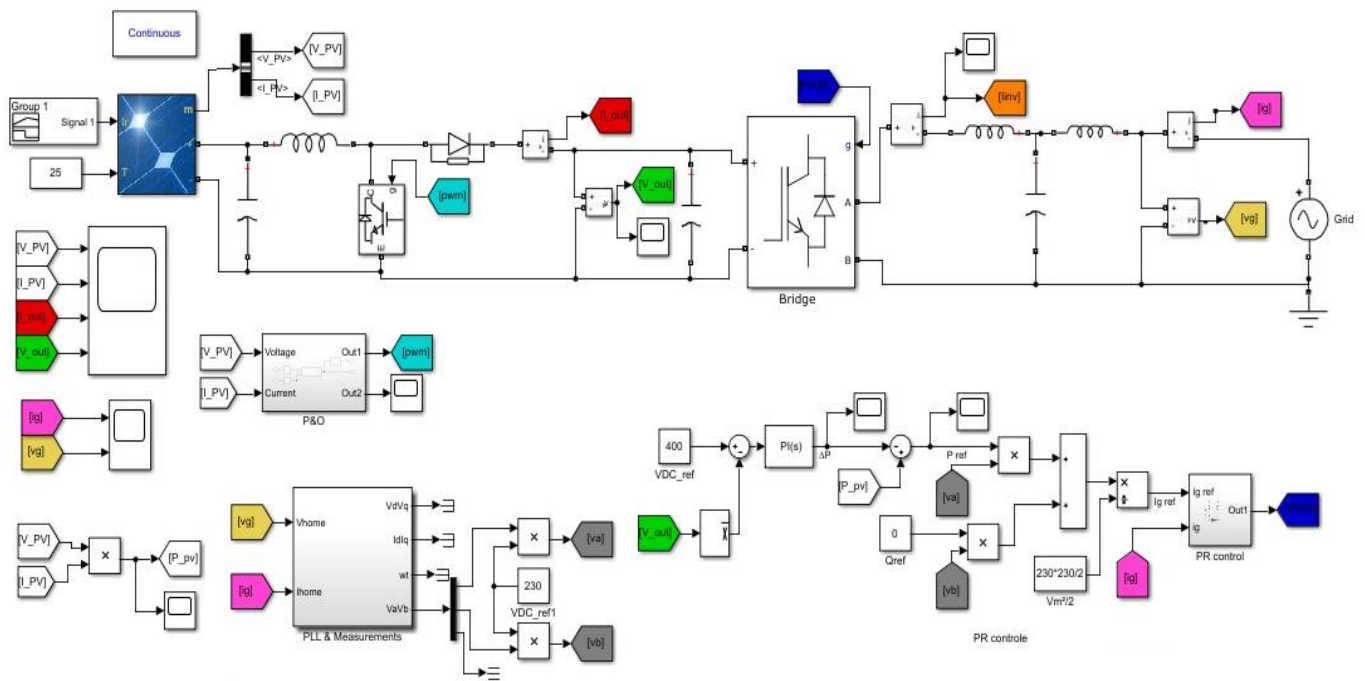 Continuous
[V_PV]
<V_PV>
[I_PV]
<I_PV>
Group 1
Signal 1
Ir
m
+
-
25
T
[I_out]
i
+
-
g
C
E
[pwm]
[V_out]
+
-
v
g
+
-
A
B
Bridge
[Iinv]
i
+
-
[ig]
i
+
-
[vg]
+
-
v
+
Grid
[V_PV]
[I_PV]
[I_out]
[V_out]
[V_PV]
[I_PV]
Voltage
Current
Out1
Out2
P&O
[pwm]
[ig]
[vg]
400
VDC_ref
PI(s)
ΔP
[P_pv]
P ref
[va]
×
[V_out]
0
Qref
[vb]
×
+
+
×
÷
Ig ref
230*230/2
Vm²/2
Ig ref
ig
Out1
PR control
[ig]
PR controle
[V_PV]
[I_PV]
×
[P_pv]
[vg]
[ig]
Vhome
Ihome
VdVq
IdIq
wt
VaVb
PLL & Measurements
×
[va]
230
VDC_ref1
×
[vb]